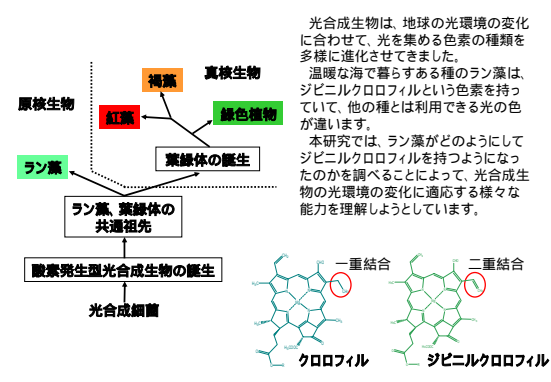 光合成生物は、地球の光環境の変化
に合わせて、光を集める色素の種類を
多様に進化させてきました。
温暖な海で暮らすある種のラン藻は、
ジビニルクロロフィルという色素を持っ
ていて、他の種とは利用できる光の色
が違います。
本研究では、ラン藻がどのようにして
ジビニルクロロフィルを持つようになっ
たのかを調べることによって、光合成生
物の光環境の変化に適応する様々な
能力を理解しようとしています。
真核生物
褐藻
原核生物
紅藻
緑色植物
葉緑体の誕生
ラン藻
ラン藻、葉緑体の
共通祖先
酸素発生型光合成生物の誕生
光合成細菌
一重結合
二重結合
クロロフィル
ジビニルクロロフィル